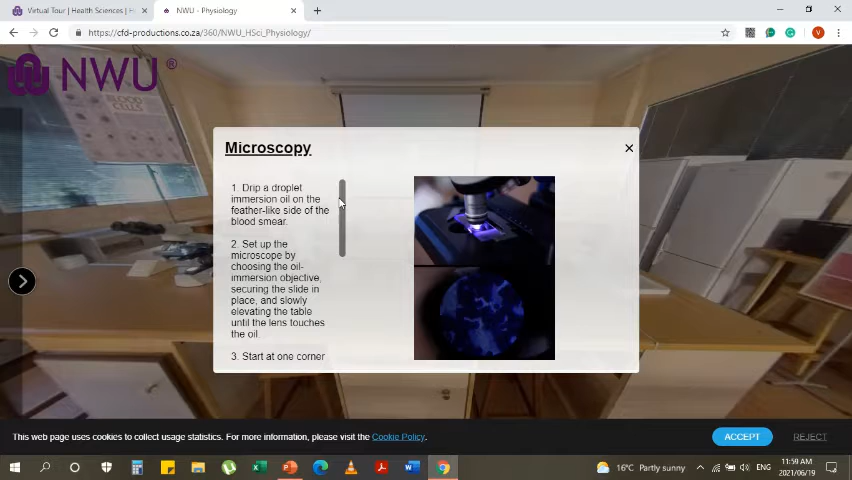 Virtual Tour | Health Sciences | H
NWU - Physiology
https://cfd-productions.co.za/360/NWU_HSci_Physiology/
V
NWU ®
BLOOD
CELLS
Microscopy
1. Drip a droplet
immersion oil on the
feather-like side of the
blood smear.
2. Set up the
microscope by
choosing the oil-
immersion objective,
securing the slide in
place, and slowly
elevating the table
until the lens touches
the oil.
3. Start at one corner
This web page uses cookies to collect usage statistics. For more information, please visit the Cookie Policy.
ACCEPT
REJECT
16°C Partly sunny
ENG
11:59 AM
2021/06/19